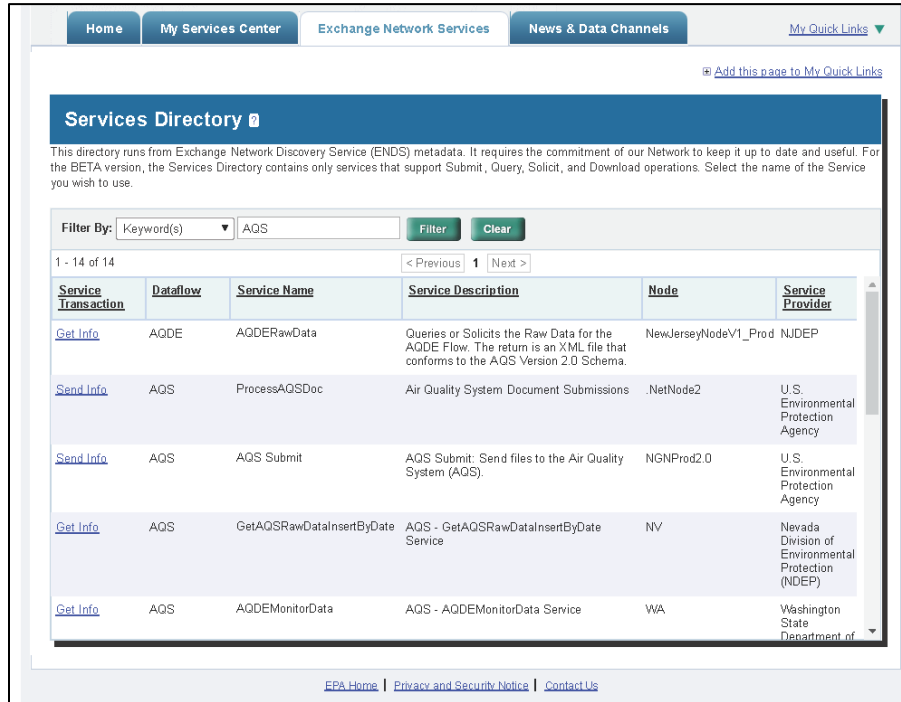 Home
My Services Center
Exchange Network Services
News & Data Channels
My Quick Links
Add this page to My Quick Links
Services Directory ?
This directory runs from Exchange Network Discovery Service (ENDS) metadata. It requires the commitment of our Network to keep it up to date and useful. For
the BETA version, the Services Directory contains only services that support Submit, Query, Solicit, and Download operations. Select the name of the Service
you wish to use.
Filter By: Keyword(s) AQS Filter Clear
1 - 14 of 14 < Previous 1 Next >
Service Transaction
Dataflow
Service Name
Service Description
Node
Service Provider
Get Info
AQDE
AQDERawData
Queries or Solicits the Raw Data for the
AQDE Flow. The return is an XML file that
conforms to the AQS Version 2.0 Schema.
NewJerseyNodeV1_Prod
NJDEP
Send Info
AQS
ProcessAQSDoc
Air Quality System Document Submissions
.NetNode2
U.S.
Environmental
Protection
Agency
Send Info
AQS
AQS Submit
AQS Submit: Send files to the Air Quality
System (AQS).
NGNProd2.0
U.S.
Environmental
Protection
Agency
Get Info
AQS
GetAQSRawDataInsertByDate
AQS - GetAQSRawDataInsertByDate
Service
NV
Nevada
Division of
Environmental
Protection
(NDEP)
Get Info
AQS
AQDEMonitorData
AQS - AQDEMonitorData Service
WA
Washington
State
Department of
EPA Home | Privacy and Security Notice | Contact Us